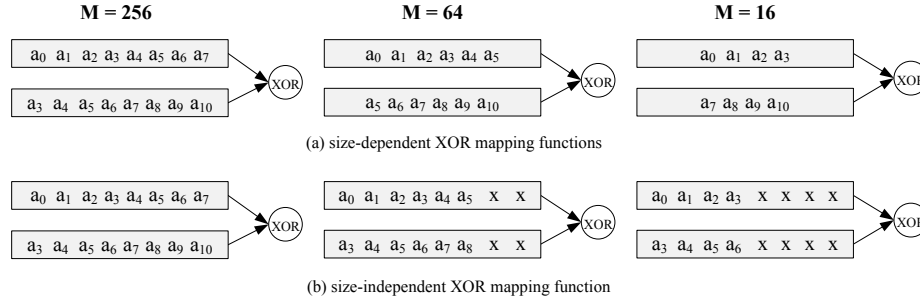 M = 256 M = 64 M = 16
a0 a1 a2 a3 a4 a5 a6 a7 a0 a1 a2 a3 a4 a5 a0 a1 a2 a3
XOR XOR XOR
a3 a4 a5 a6 a7 a8 a9 a10 a5 a6 a7 a8 a9 a10 a7 a8 a9 a10
(a) size-dependent XOR mapping functions
a0 a1 a2 a3 a4 a5 a6 a7 a0 a1 a2 a3 a4 a5 x x a0 a1 a2 a3 x x x x
XOR XOR XOR
a3 a4 a5 a6 a7 a8 a9 a10 a3 a4 a5 a6 a7 a8 x x a3 a4 a5 a6 x x x x
(b) size-independent XOR mapping function